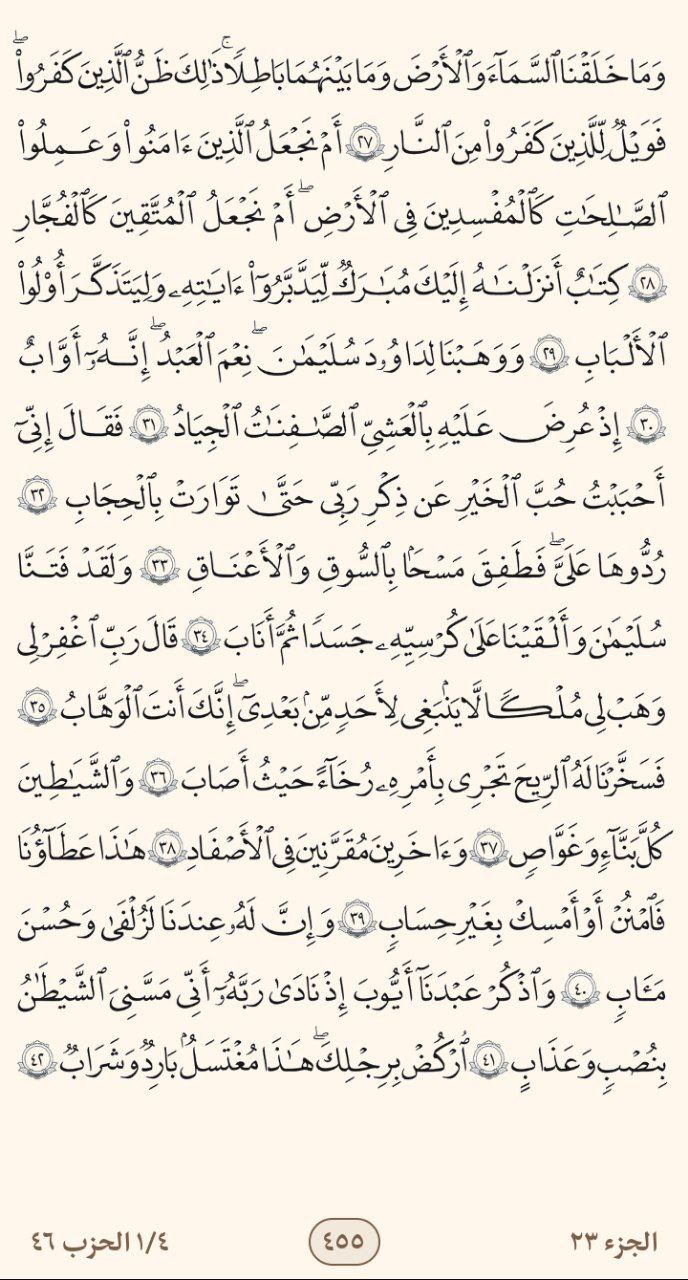 وَمَا خَلَقْنَا ٱلسَّمَآءَ وَٱلْأَرْضَ وَمَا بَيْنَهُمَا بَٰطِلًاۚ ذَٰلِكَ ظَنُّ ٱلَّذِينَ كَفَرُوا۟ۖ
فَوَيْلٌ لِّلَّذِينَ كَفَرُوا۟ مِنَ ٱلنَّارِ ٢٧ أَمْ نَجْعَلُ ٱلَّذِينَ ءَامَنُوا۟ وَعَمِلُوا۟
ٱلصَّٰلِحَٰتِ كَٱلْمُفْسِدِينَ فِى ٱلْأَرْضِۖ أَمْ نَجْعَلُ ٱلْمُتَّقِينَ كَٱلْفُجَّارِ
٢٨ كِتَٰبٌ أَنزَلْنَٰهُ إِلَيْكَ مُبَٰرَكٌ لِّيَدَّبَّرُوٓا۟ ءَايَٰتِهِۦ وَلِيَتَذَكَّرَ أُو۟لُوا۟
ٱلْأَلْبَٰبِ ٢٩ وَوَهَبْنَا لِدَاوُۥدَ سُلَيْمَٰنَۖ نِعْمَ ٱلْعَبْدُۖ إِنَّهُۥٓ أَوَّابٌ
٣٠ إِذْ عُرِضَ عَلَيْهِ بِٱلْعَشِىِّ ٱلصَّٰفِنَٰتُ ٱلْجِيَادُ ٣١ فَقَالَ إِنِّىٓ
أَحْبَبْتُ حُبَّ ٱلْخَيْرِ عَن ذِكْرِ رَبِّى حَتَّىٰ تَوَارَتْ بِٱلْحِجَابِ ٣٢
رُدُّوهَا عَلَىَّۖ فَطَفِقَ مَسْحًۢا بِٱلسُّوقِ وَٱلْأَعْنَاقِ ٣٣ وَلَقَدْ فَتَنَّا
سُلَيْمَٰنَ وَأَلْقَيْنَا عَلَىٰ كُرْسِيِّهِۦ جَسَدًا ثُمَّ أَنَابَ ٣٤ قَالَ رَبِّ ٱغْفِرْ لِى
وَهَبْ لِى مُلْكًا لَّا يَنۢبَغِى لِأَحَدٍ مِّنۢ بَعْدِىٓۖ إِنَّكَ أَنتَ ٱلْوَهَّابُ ٣٥
فَسَخَّرْنَا لَهُ ٱلرِّيحَ تَجْرِى بِأَمْرِهِۦ رُخَآءً حَيْثُ أَصَابَ ٣٦ وَٱلشَّيَٰطِينَ
كُلَّ بَنَّآءٍ وَغَوَّاصٍ ٣٧ وَءَاخَرِينَ مُقَرَّنِينَ فِى ٱلْأَصْفَادِ ٣٨ هَٰذَا عَطَآؤُنَا
فَٱمْنُنْ أَوْ أَمْسِكْ بِغَيْرِ حِسَابٍ ٣٩ وَإِنَّ لَهُۥ عِندَنَا لَزُلْفَىٰ وَحُسْنَ
مَـَٔابٍ ٤٠ وَٱذْكُرْ عَبْدَنَآ أَيُّوبَ إِذْ نَادَىٰ رَبَّهُۥٓ أَنِّى مَسَّنِىَ ٱلشَّيْطَٰنُ
بِنُصْبٍ وَعَذَابٍ ٤١ ٱرْكُضْ بِرِجْلِكَۖ هَٰذَا مُغْتَسَلٌۢ بَارِدٌ وَشَرَابٌ ٤٢
الجزء ٢٣ ٤٥٥ ١/٤ الحزب ٤٦